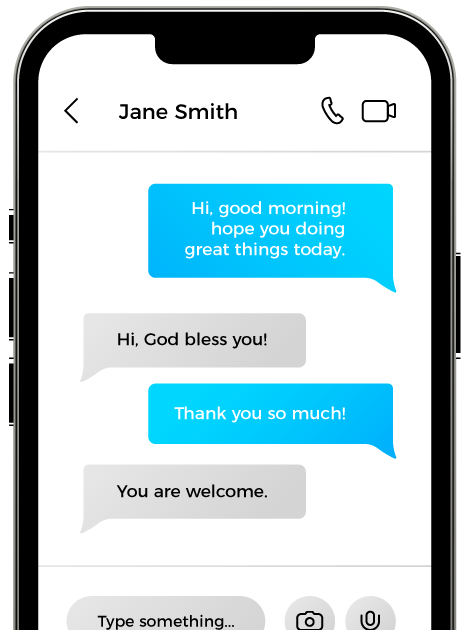 Jane Smith
Hi, good morning!
hope you doing
great things today.
Hi, God bless you!
Thank you so much!
You are welcome.
Type something...